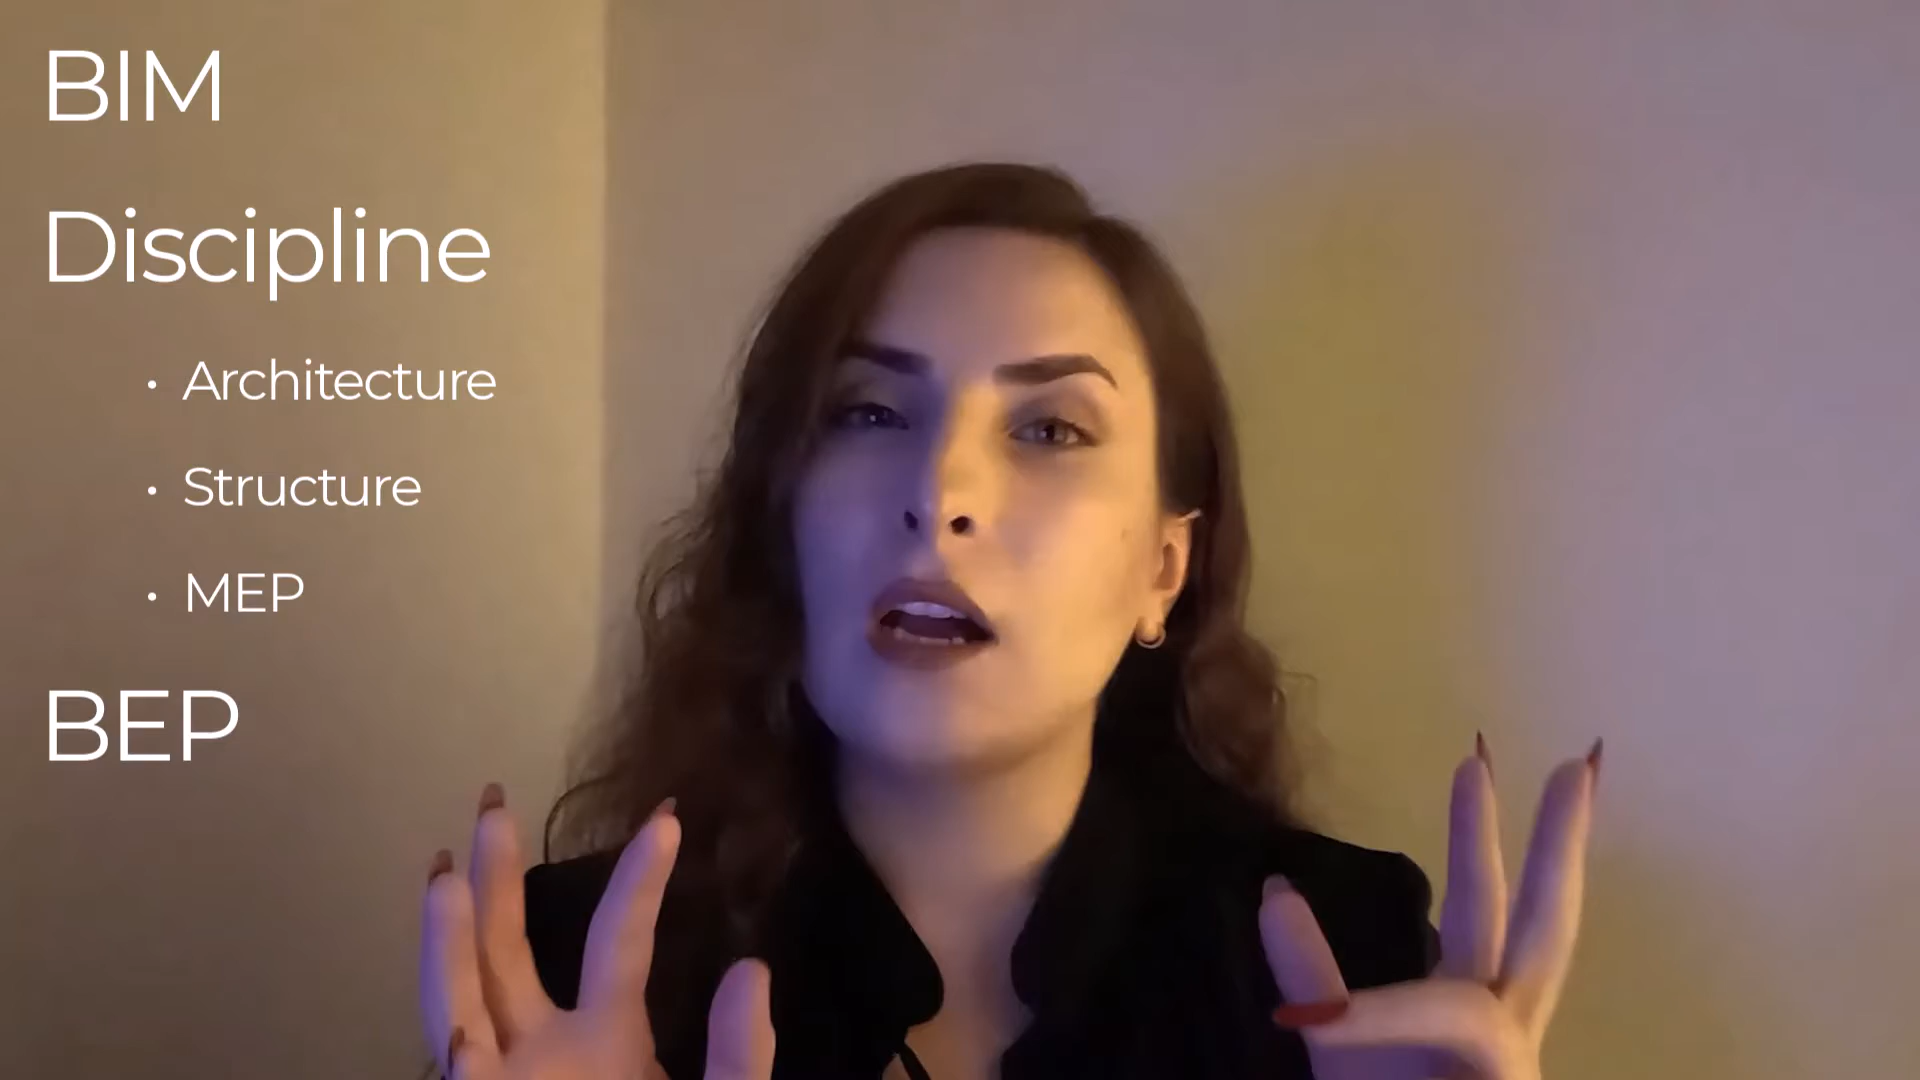 BIM
Discipline
• Architecture
• Structure
• MEP
BEP